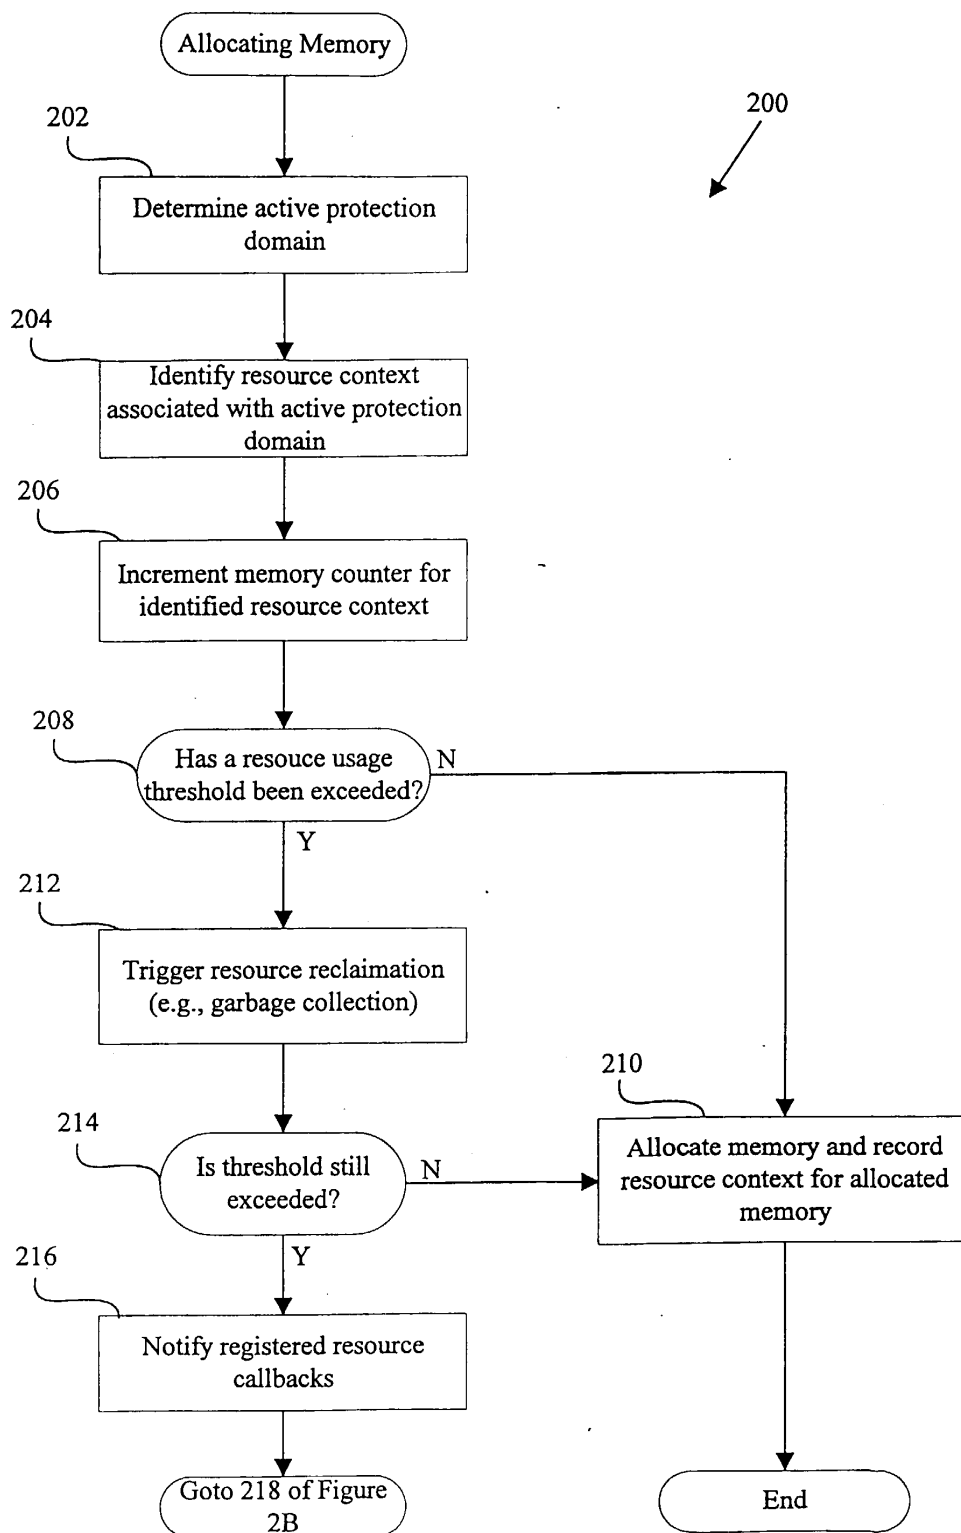 Allocating Memory
200
202
Determine active protection
domain
204
Identify resource context
associated with active protection
domain
206
Increment memory counter for
identified resource context
208
Has a resouce usage
threshold been exceeded?
N
Y
212
Trigger resource reclaimation
(e.g., garbage collection)
210
Allocate memory and record
resource context for allocated
memory
214
Is threshold still
exceeded?
N
Y
216
Notify registered resource
callbacks
Goto 218 of Figure
2B
End